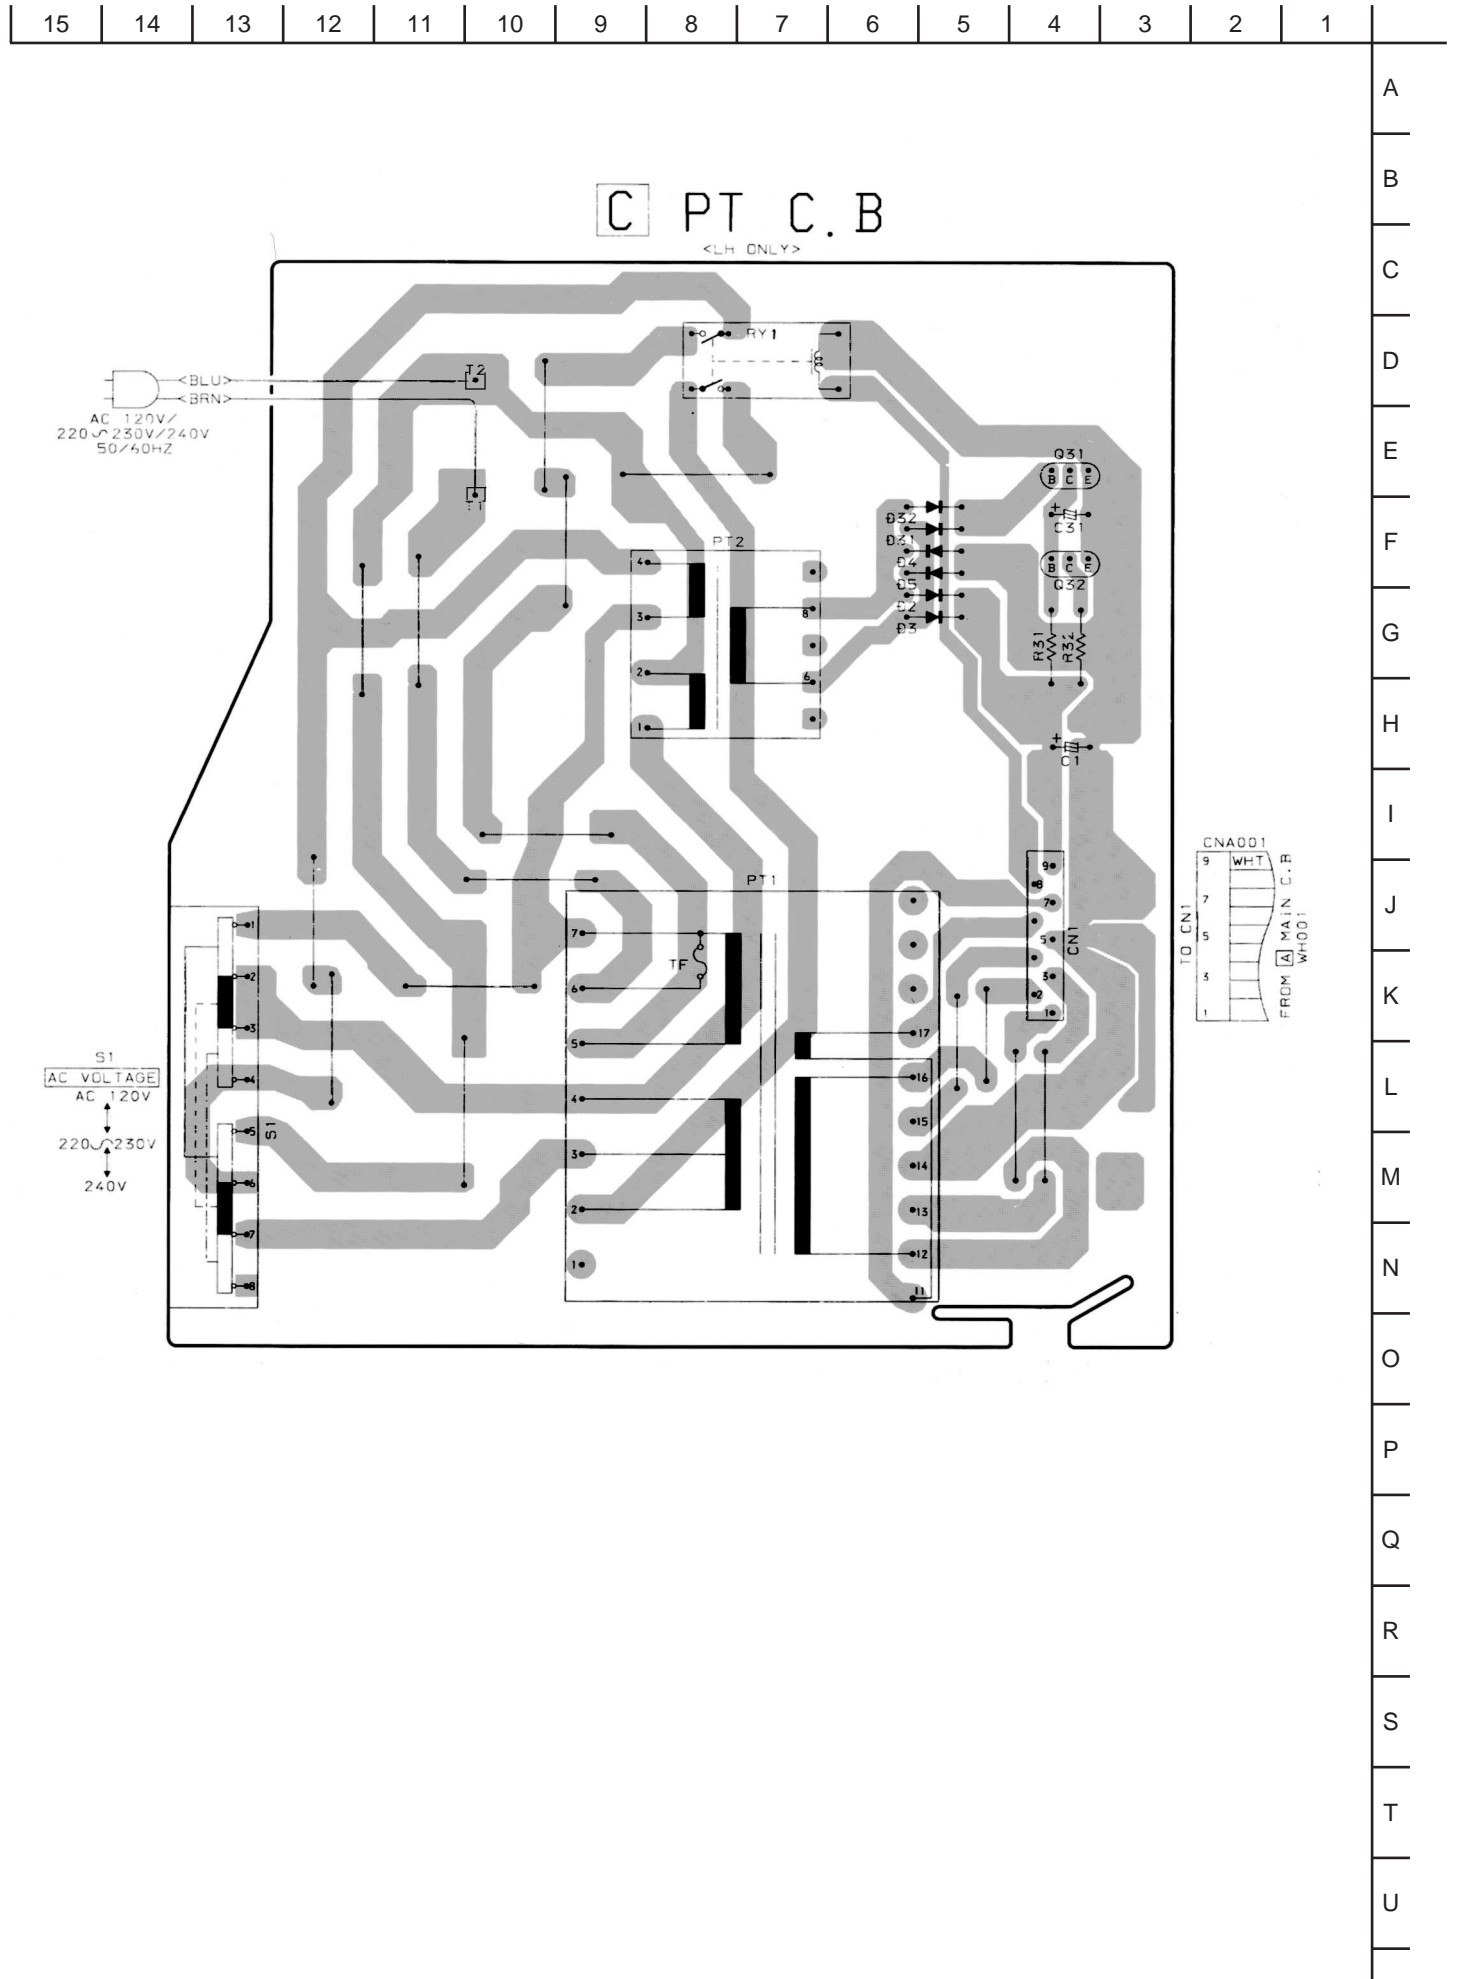 15 14 13 12 11 10 9 8 7 6 5 4 3 2 1
A
B
C PT C.B
<LH ONLY>
C
RY1
D
T2
<BLU>
<BRN>
AC 120V/
220∿230V/240V
50/60HZ
E
Q31
B C E
T1
D32
+
C31
D31
PT2
F
4
D4
B C E
Q32
D5
D2
8
3
D3
G
R31
R32
2
6
H
1
+
C1
I
CNA001
9 WHT
7
5
3
1
TO CN1
FROM A MAIN C.B
WH001
J
PT1
9
8
7
5
3
2
1
CN1
7
TF
6
K
5
17
1
2
3
4
5
6
7
8
S1
S1
AC VOLTAGE
AC 120V
220∿230V
240V
L
16
4
15
M
3
14
2
13
N
12
1
11
O
P
Q
R
S
T
U